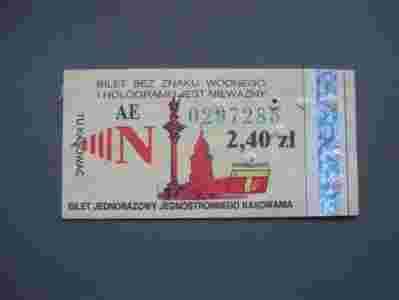 BILET BEZ ZNAKU WODNEGO
I HOLOGRAMU JEST NIEWAŻNY
AE 0297285
TU KASOWAĆ
N 2,40 zł
BILET JEDNORAZOWY JEDNOSTRONNEGO KASOWANIA